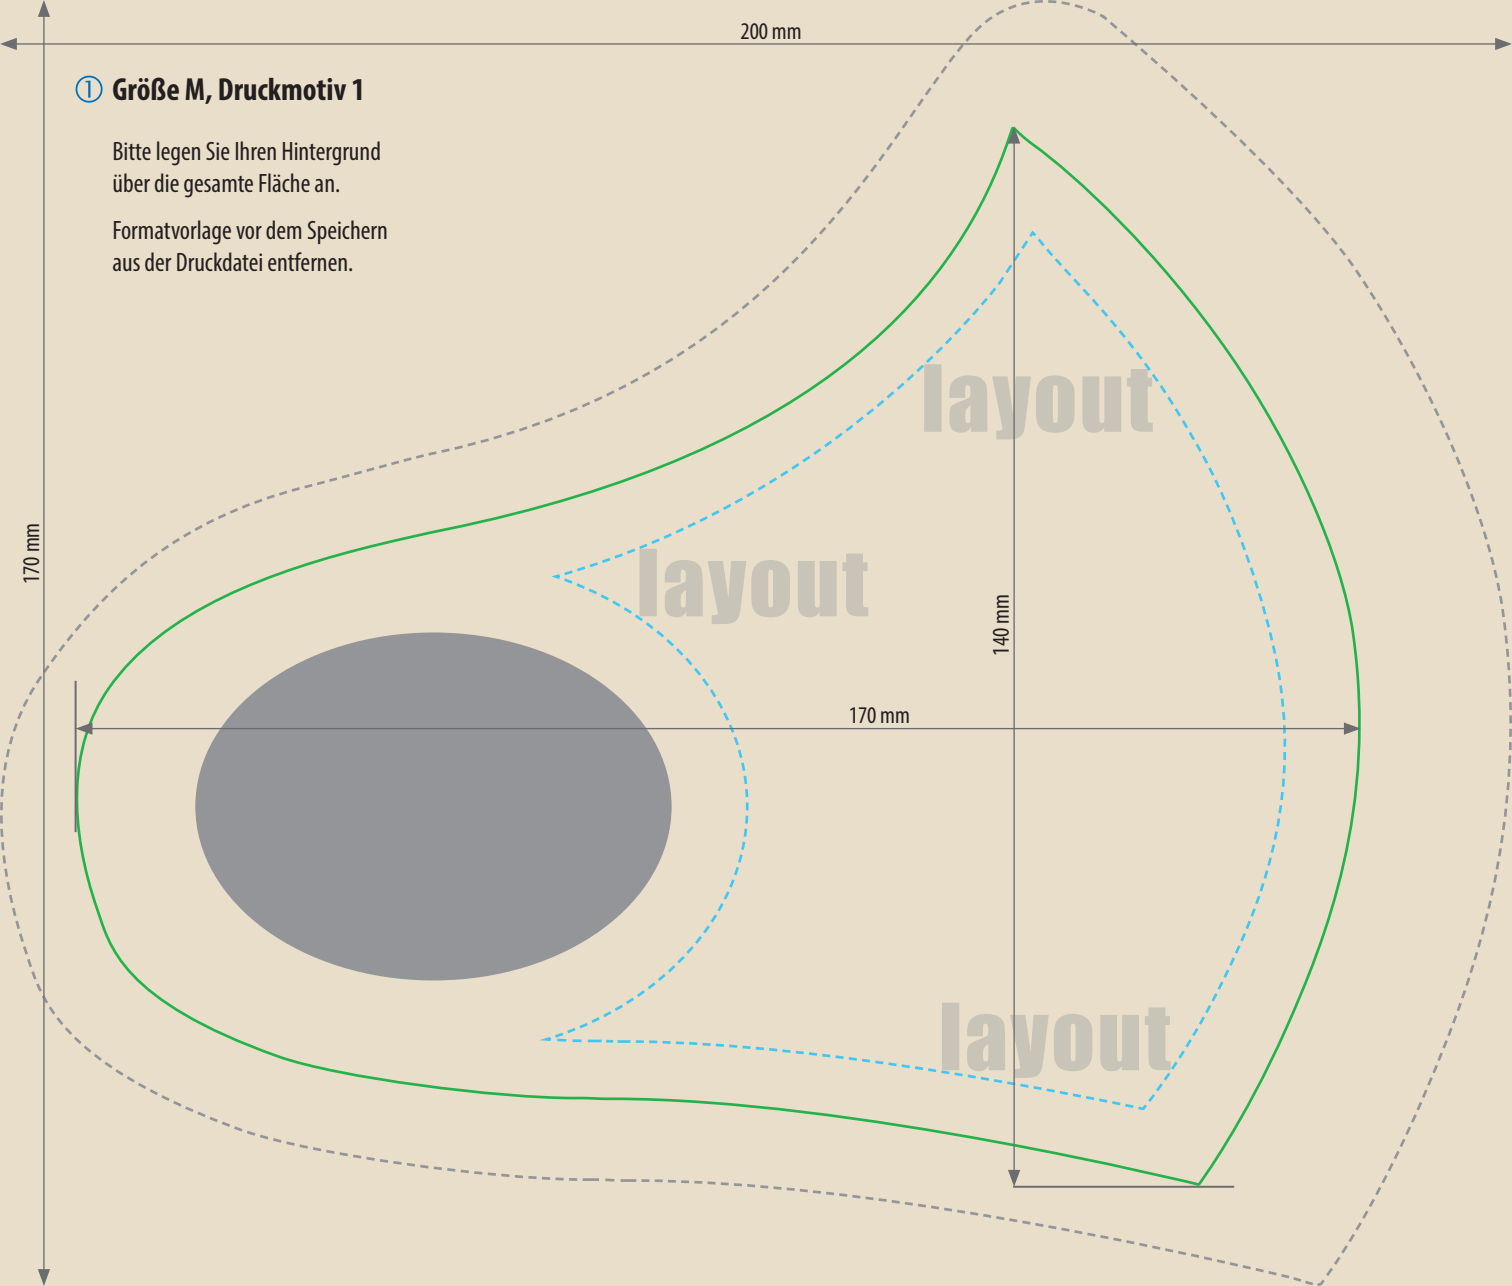 200 mm
① Größe M, Druckmotiv 1
Bitte legen Sie Ihren Hintergrund
über die gesamte Fläche an.
Formatvorlage vor dem Speichern
aus der Druckdatei entfernen.
layout
170 mm
layout
140 mm
170 mm
layout